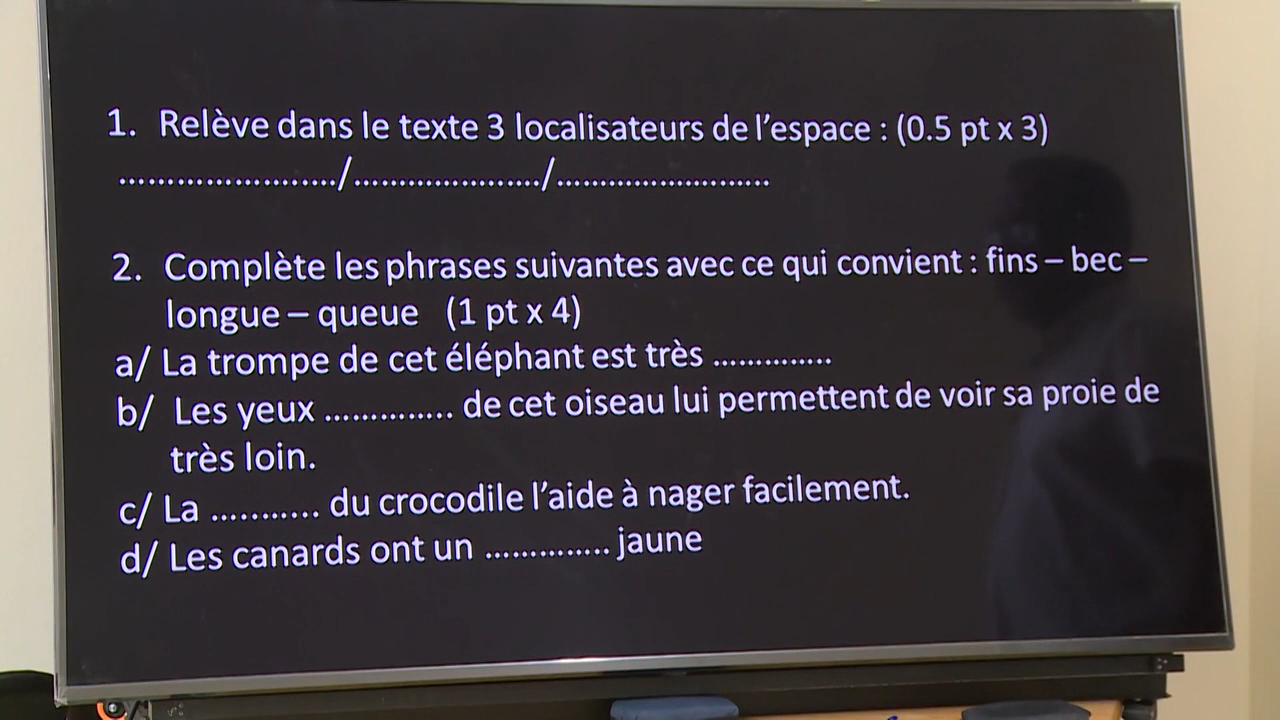 1. Relève dans le texte 3 localisateurs de l’espace : (0.5 pt x 3)
......................../...................../........................
2. Complète les phrases suivantes avec ce qui convient : fins – bec –
longue – queue (1 pt x 4)
a/ La trompe de cet éléphant est très ..............
b/ Les yeux .............. de cet oiseau lui permettent de voir sa proie de
très loin.
c/ La ........... du crocodile l’aide à nager facilement.
d/ Les canards ont un .............. jaune